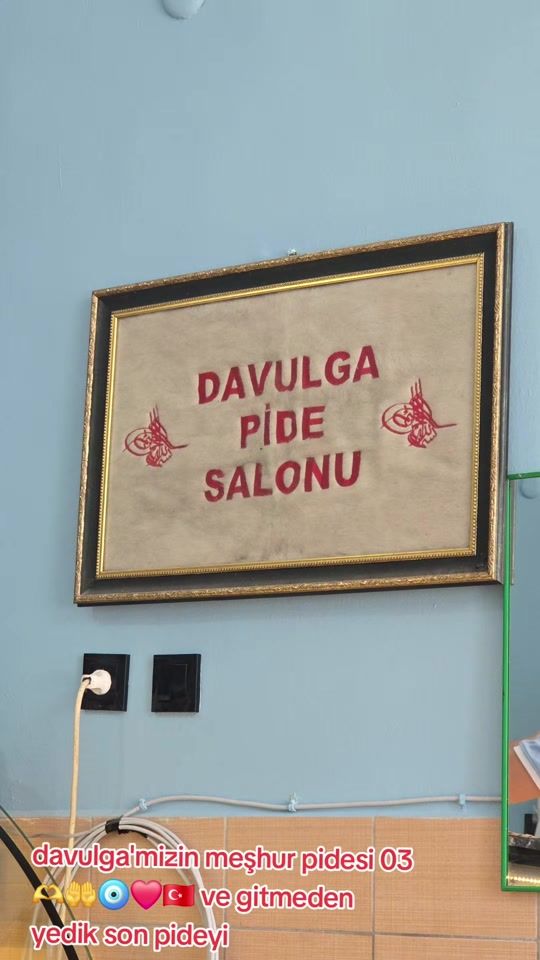 DAVULGA
PİDE
SALONU
davulga'mizin meşhur pidesi 03
🫶🤲🧿❤️🇹🇷 ve gitmeden
yedik son pideyi